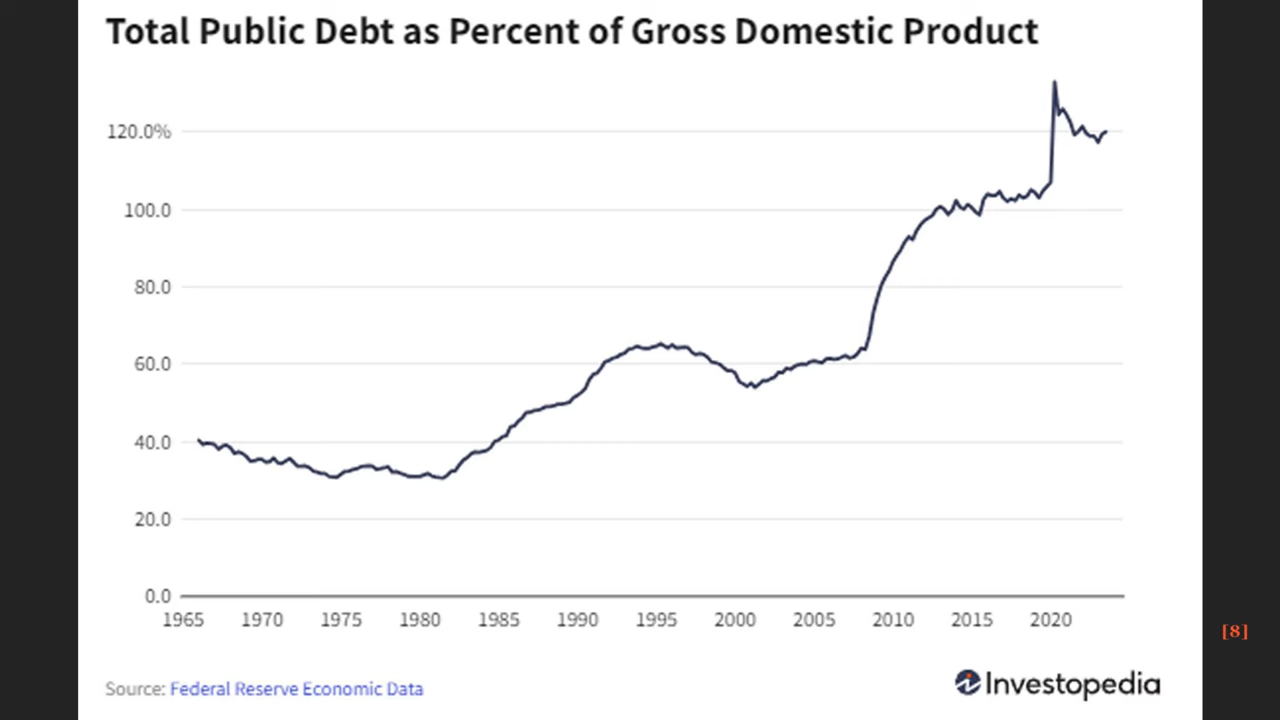 Total Public Debt as Percent of Gross Domestic Product
120.0%
100.0
80.0
60.0
40.0
20.0
0.0
1965 1970 1975 1980 1985 1990 1995 2000 2005 2010 2015 2020
[8]
Source: Federal Reserve Economic Data
Investopedia